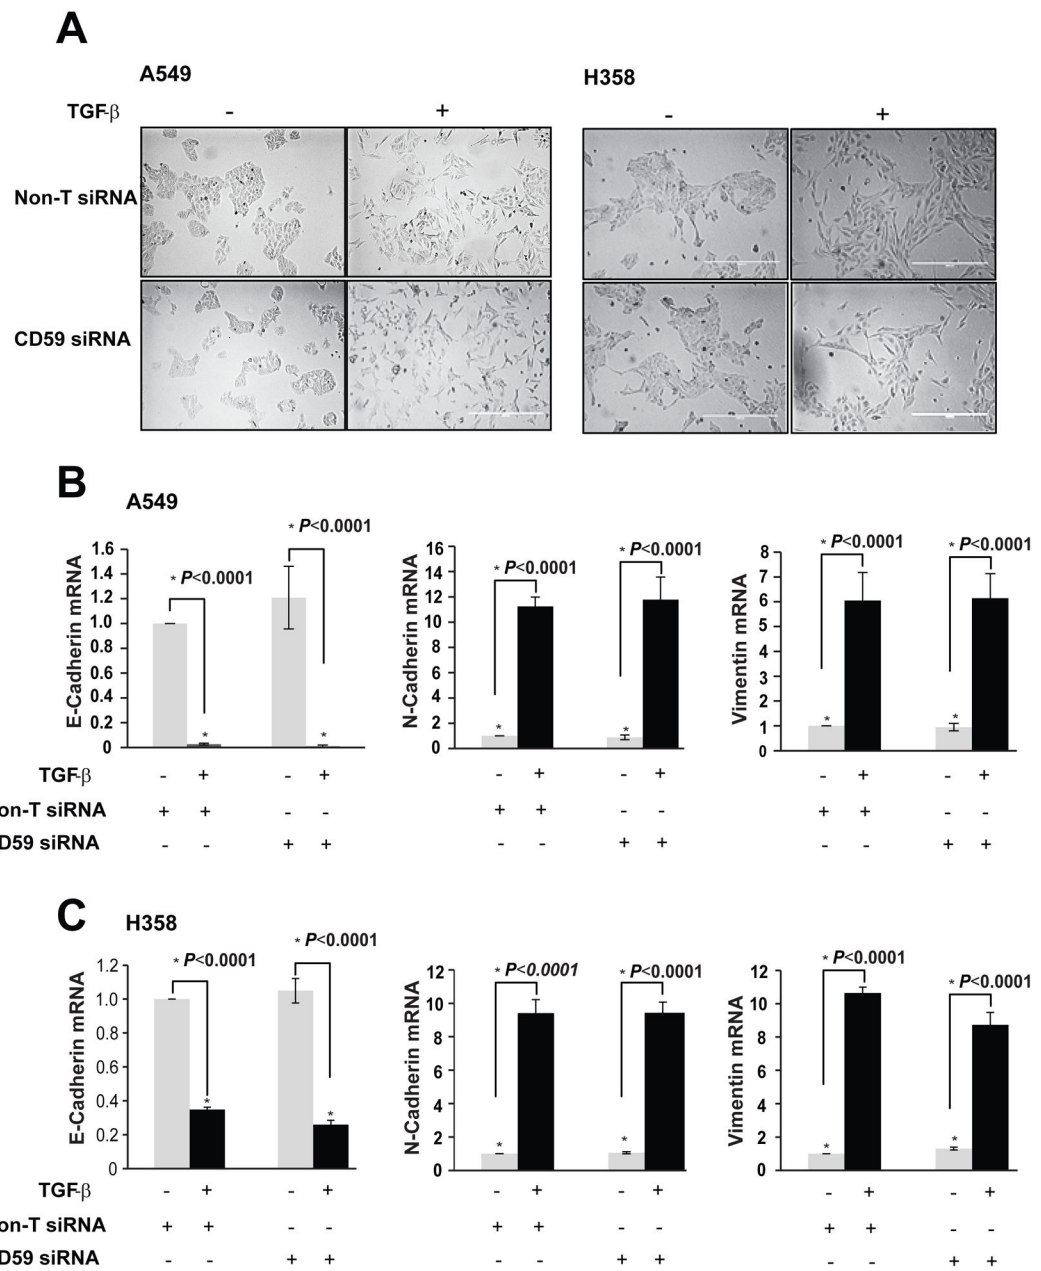 A
A549
H358
TGF-β - + - +
Non-T siRNA
CD59 siRNA
B
A549
E-Cadherin mRNA
1.6
1.4
1.2
1.0
0.8
0.6
0.4
0.2
0
* P<0.0001
* P<0.0001
* *
N-Cadherin mRNA
16
14
12
10
8
6
4
2
0
* P<0.0001
* P<0.0001
* *
Vimentin mRNA
8
7
6
5
4
3
2
1
0
* P<0.0001
* P<0.0001
* *
TGF-β - + - + - + - + - + - +
on-T siRNA + + - - + + - - + + - -
D59 siRNA - - + + - - + + - - + +
C
H358
E-Cadherin mRNA
1.2
1.0
0.8
0.6
0.4
0.2
0
* P<0.0001
* P<0.0001
* *
N-Cadherin mRNA
12
10
8
6
4
2
0
* P<0.0001
* P<0.0001
* *
Vimentin mRNA
12
10
8
6
4
2
0
* P<0.0001
* P<0.0001
* *
TGF-β - + - + - + - + - + - +
on-T siRNA + + - - + + - - + + - -
D59 siRNA - - + + - - + + - - + +